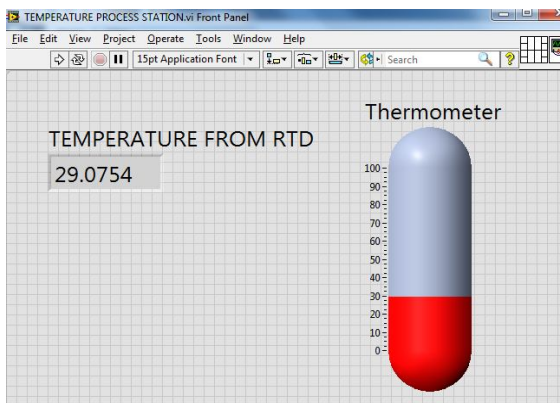 TEMPERATURE PROCESS STATION.vi Front Panel
File Edit View Project Operate Tools Window Help
15pt Application Font
Search
Thermometer
TEMPERATURE FROM RTD
29.0754
100
90
80
70
60
50
40
30
20
10
0